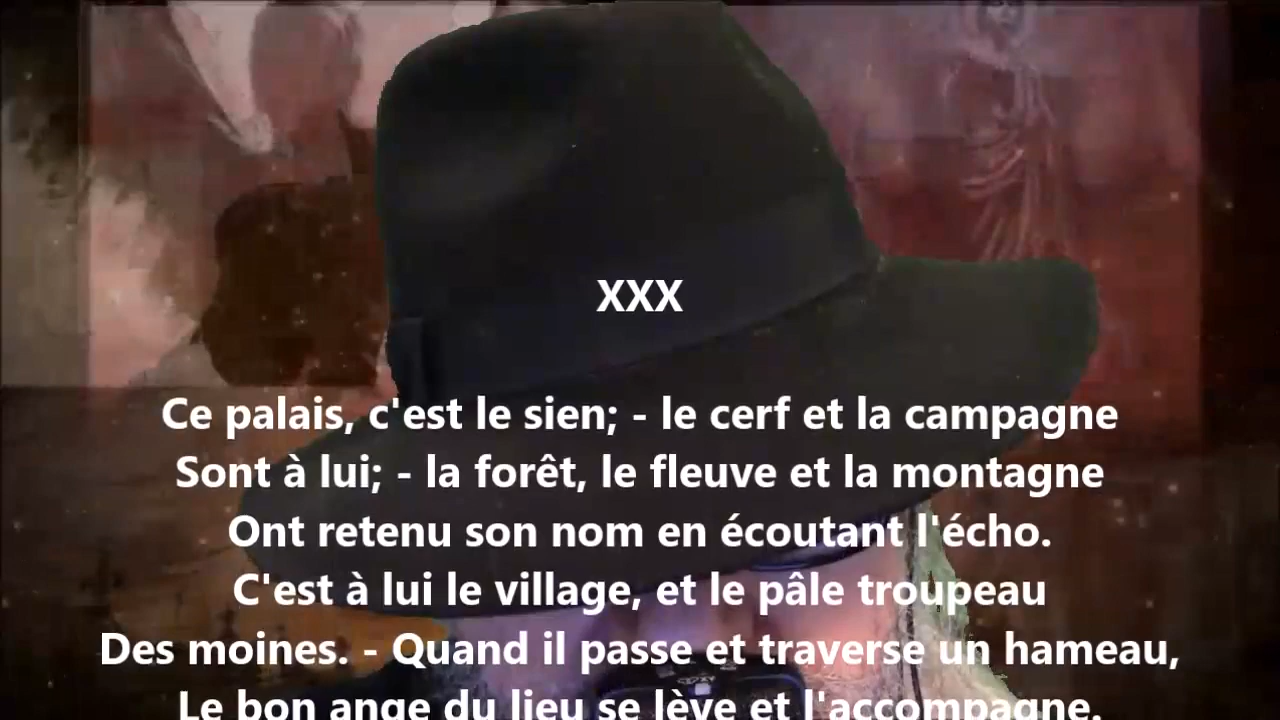 XXX
Ce palais, c'est le sien; - le cerf et la campagne
Sont à lui; - la forêt, le fleuve et la montagne
Ont retenu son nom en écoutant l'écho.
C'est à lui le village, et le pâle troupeau
Des moines. - Quand il passe et traverse un hameau,
Le bon ange du lieu se lève et l'accompagne.